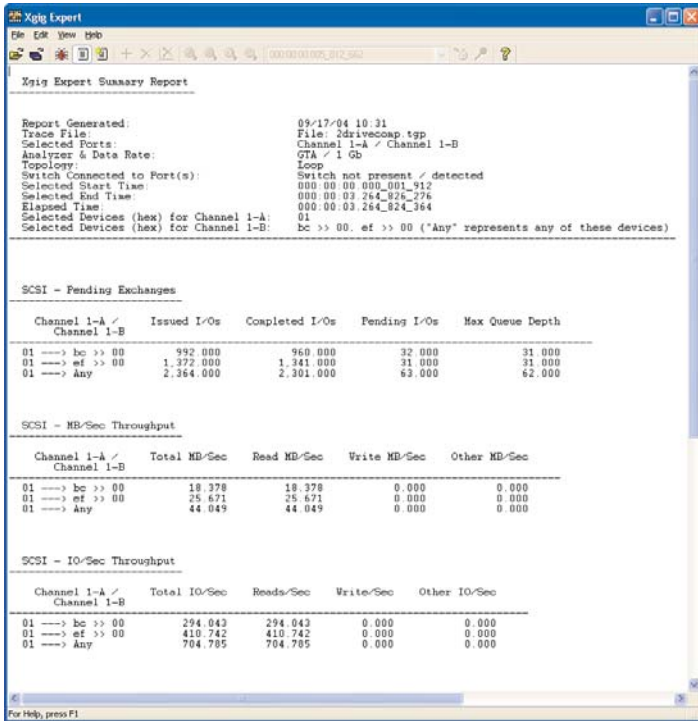 Xgig Expert
File Edit View Help
000:00:00.005_012_662
Xgig Expert Summary Report
Report Generated: 09/17/04 10:31
Trace File: File: 2drivecomp.tgp
Selected Ports: Channel 1-A / Channel 1-B
Analyzer & Data Rate: GTA / 1 Gb
Topology: Loop
Switch Connected to Port(s): Switch not present / detected
Selected Start Time: 000:00:00.000_001_912
Selected End Time: 000:00:03.264_826_276
Elapsed Time: 000:00:03.264_824_364
Selected Devices (hex) for Channel 1-A: 01
Selected Devices (hex) for Channel 1-B: bc >> 00, ef >> 00 ("Any" represents any of these devices)
SCSI - Pending Exchanges
Channel 1-A / Issued I/Os Completed I/Os Pending I/Os Max Queue Depth
Channel 1-B
01 ---> bc >> 00 992.000 960.000 32.000 31.000
01 ---> ef >> 00 1,372.000 1,341.000 31.000 31.000
01 ---> Any 2,364.000 2,301.000 63.000 62.000
SCSI - MB/Sec Throughput
Channel 1-A / Total MB/Sec Read MB/Sec Write MB/Sec Other MB/Sec
Channel 1-B
01 ---> bc >> 00 18.378 18.378 0.000 0.000
01 ---> ef >> 00 25.671 25.671 0.000 0.000
01 ---> Any 44.049 44.049 0.000 0.000
SCSI - IO/Sec Throughput
Channel 1-A / Total IO/Sec Reads/Sec Write/Sec Other IO/Sec
Channel 1-B
01 ---> bc >> 00 294.043 294.043 0.000 0.000
01 ---> ef >> 00 410.742 410.742 0.000 0.000
01 ---> Any 704.785 704.785 0.000 0.000
For Help, press F1